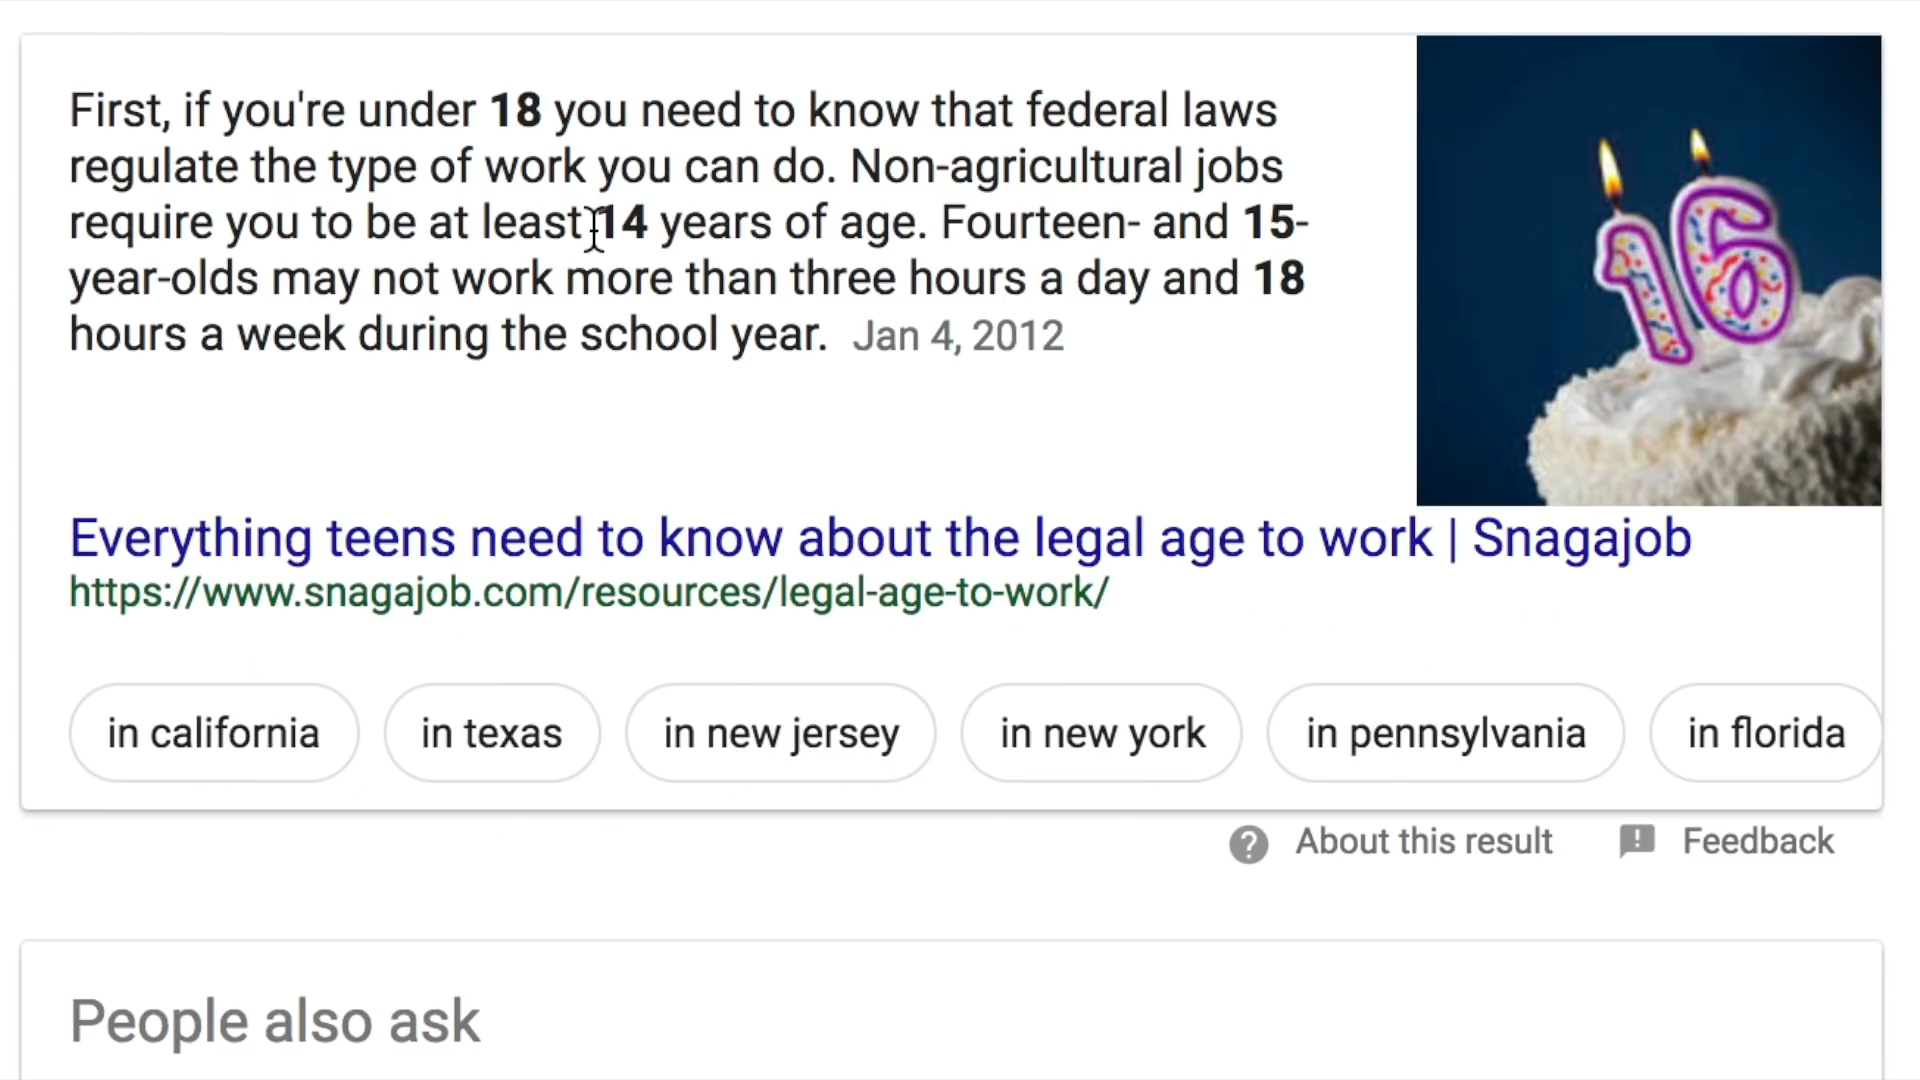 First, if you're under 18 you need to know that federal laws
regulate the type of work you can do. Non-agricultural jobs
require you to be at least 14 years of age. Fourteen- and 15-
year-olds may not work more than three hours a day and 18
hours a week during the school year. Jan 4, 2012
16
Everything teens need to know about the legal age to work | Snagajob
https://www.snagajob.com/resources/legal-age-to-work/
in california in texas in new jersey in new york in pennsylvania in florida
About this result Feedback
People also ask